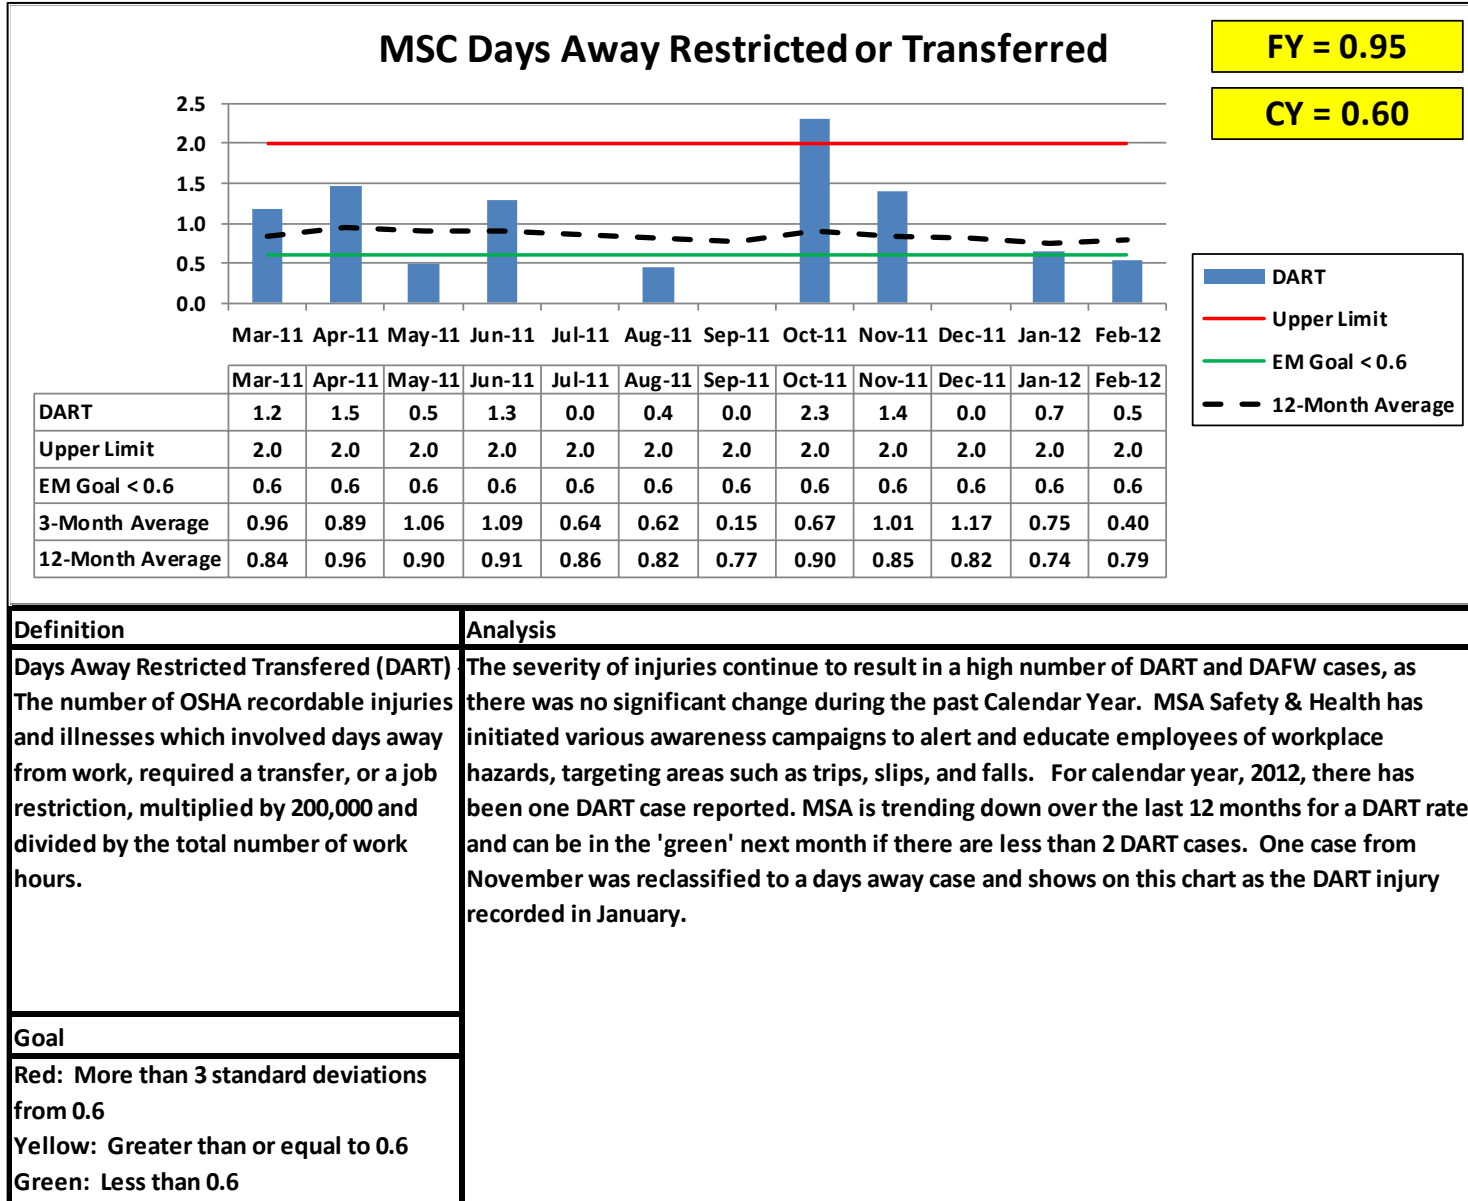 MSC Days Away Restricted or Transferred
FY = 0.95
CY = 0.60
2.5
2.0
1.5
1.0
0.5
0.0
Mar-11 Apr-11 May-11 Jun-11 Jul-11 Aug-11 Sep-11 Oct-11 Nov-11 Dec-11 Jan-12 Feb-12
DART
Upper Limit
EM Goal < 0.6
12-Month Average
Mar-11 Apr-11 May-11 Jun-11 Jul-11 Aug-11 Sep-11 Oct-11 Nov-11 Dec-11 Jan-12 Feb-12
DART 1.2 1.5 0.5 1.3 0.0 0.4 0.0 2.3 1.4 0.0 0.7 0.5
Upper Limit 2.0 2.0 2.0 2.0 2.0 2.0 2.0 2.0 2.0 2.0 2.0 2.0
EM Goal < 0.6 0.6 0.6 0.6 0.6 0.6 0.6 0.6 0.6 0.6 0.6 0.6 0.6
3-Month Average 0.96 0.89 1.06 1.09 0.64 0.62 0.15 0.67 1.01 1.17 0.75 0.40
12-Month Average 0.84 0.96 0.90 0.91 0.86 0.82 0.77 0.90 0.85 0.82 0.74 0.79
Definition
Days Away Restricted Transfered (DART) -
The number of OSHA recordable injuries
and illnesses which involved days away
from work, required a transfer, or a job
restriction, multiplied by 200,000 and
divided by the total number of work
hours.
Goal
Red: More than 3 standard deviations
from 0.6
Yellow: Greater than or equal to 0.6
Green: Less than 0.6
Analysis
The severity of injuries continue to result in a high number of DART and DAFW cases, as
there was no significant change during the past Calendar Year. MSA Safety & Health has
initiated various awareness campaigns to alert and educate employees of workplace
hazards, targeting areas such as trips, slips, and falls. For calendar year, 2012, there has
been one DART case reported. MSA is trending down over the last 12 months for a DART rate
and can be in the 'green' next month if there are less than 2 DART cases. One case from
November was reclassified to a days away case and shows on this chart as the DART injury
recorded in January.